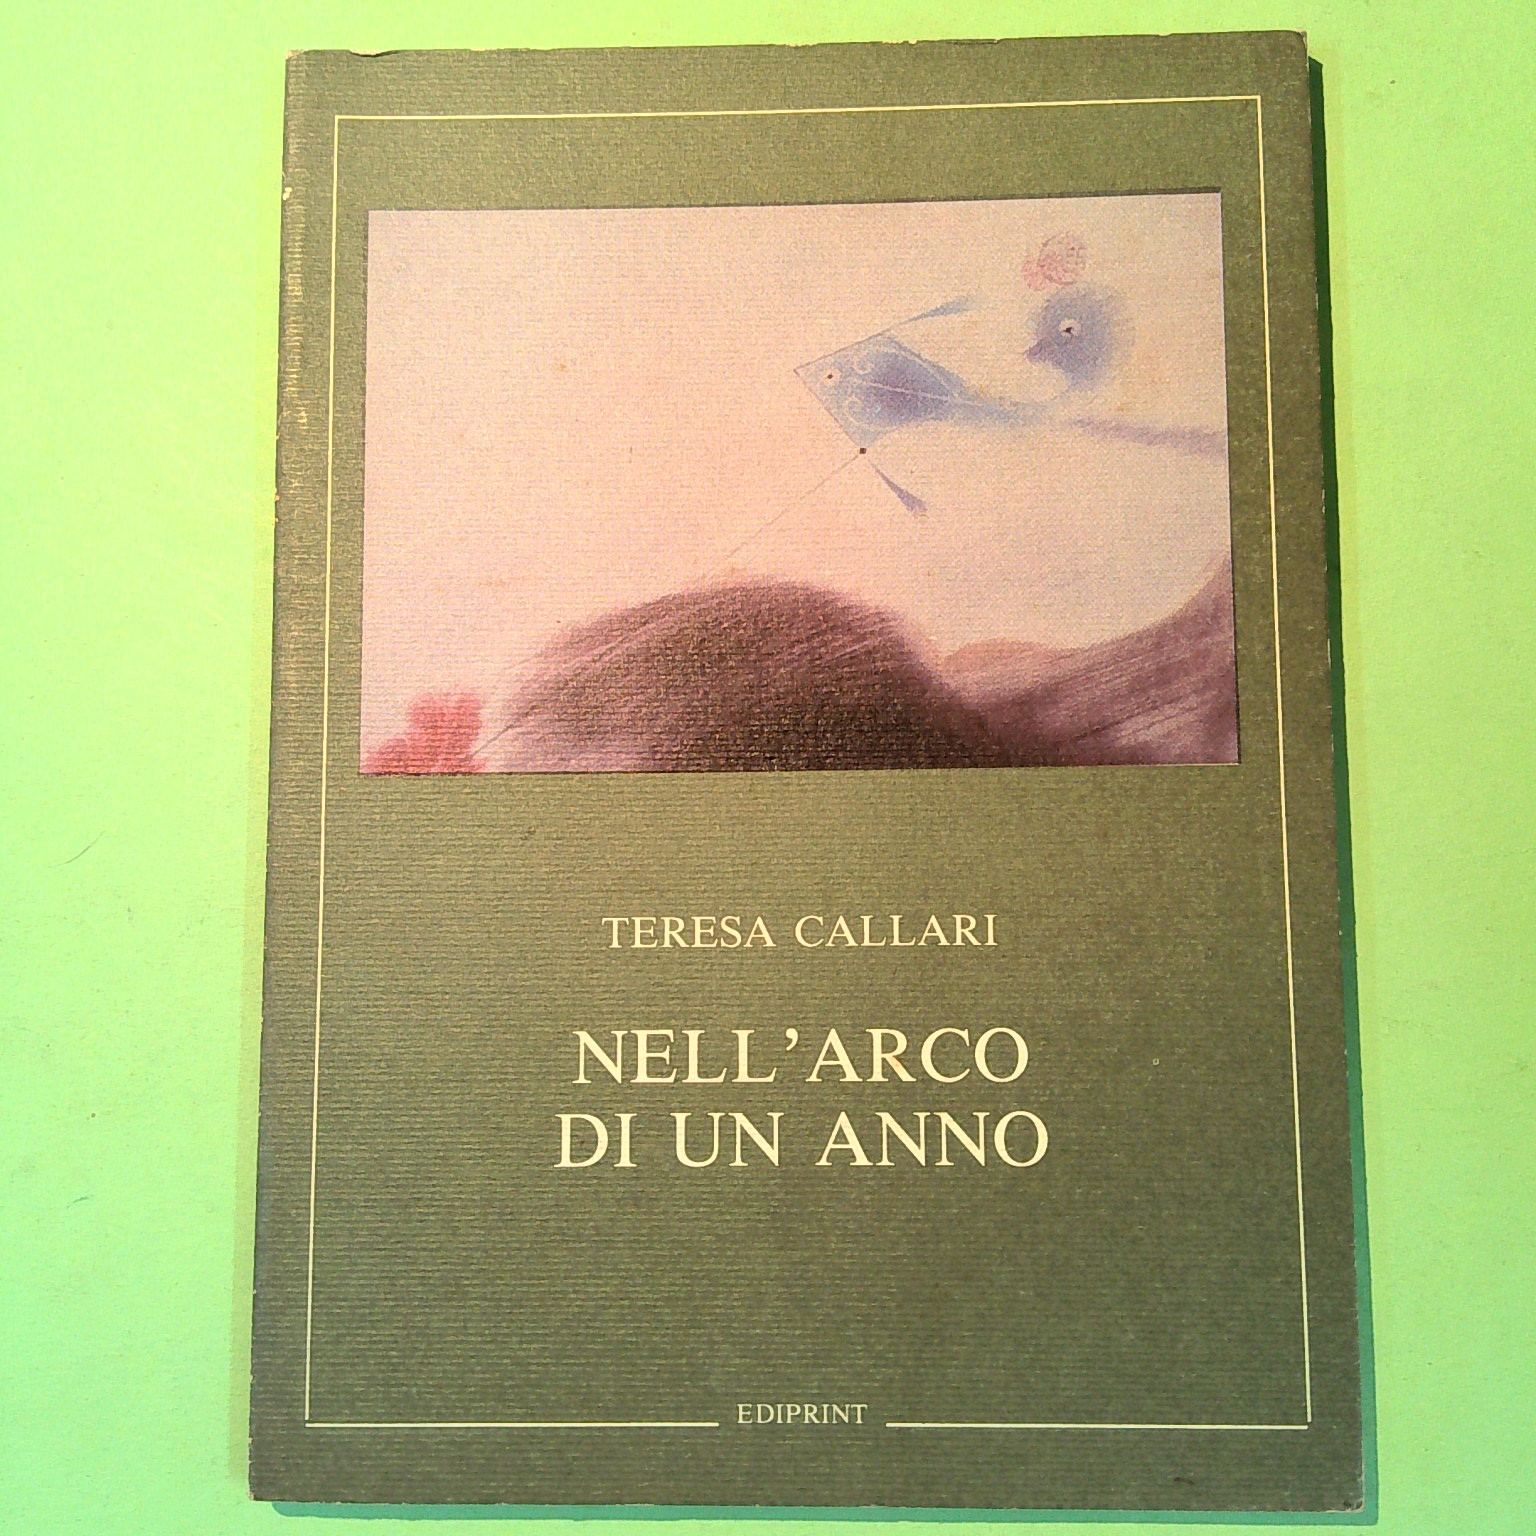 TERESA CALLARI
NELL'ARCO
DI UN ANNO
EDIPRINT